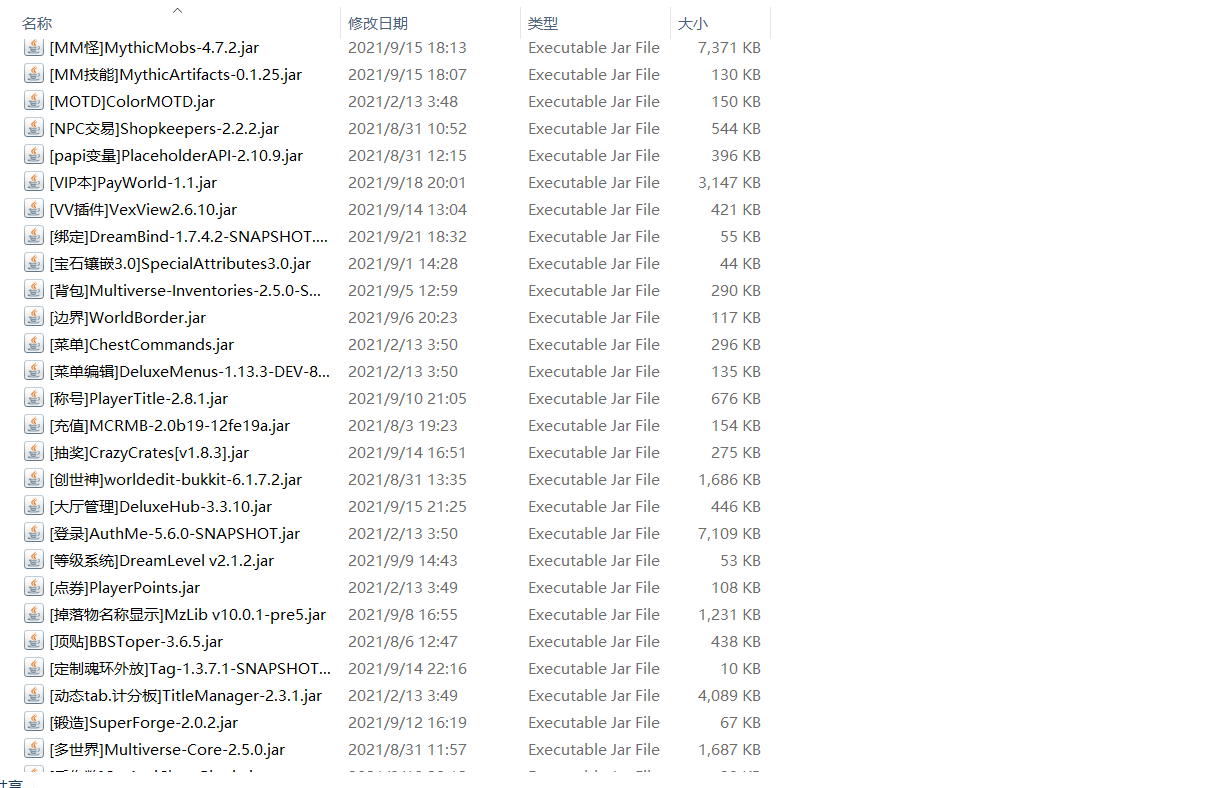 名称 修改日期 类型 大小
[MM怪]MythicMobs-4.7.2.jar 2021/9/15 18:13 Executable Jar File 7,371 KB
[MM技能]MythicArtifacts-0.1.25.jar 2021/9/15 18:07 Executable Jar File 130 KB
[MOTD]ColorMOTD.jar 2021/2/13 3:48 Executable Jar File 150 KB
[NPC交易]Shopkeepers-2.2.2.jar 2021/8/31 10:52 Executable Jar File 544 KB
[papi变量]PlaceholderAPI-2.10.9.jar 2021/8/31 12:15 Executable Jar File 396 KB
[VIP本]PayWorld-1.1.jar 2021/9/18 20:01 Executable Jar File 3,147 KB
[VV插件]VexView2.6.10.jar 2021/9/14 13:04 Executable Jar File 421 KB
[绑定]DreamBind-1.7.4.2-SNAPSHOT.... 2021/9/21 18:32 Executable Jar File 55 KB
[宝石镶嵌3.0]SpecialAttributes3.0.jar 2021/9/1 14:28 Executable Jar File 44 KB
[背包]Multiverse-Inventories-2.5.0-S... 2021/9/5 12:59 Executable Jar File 290 KB
[边界]WorldBorder.jar 2021/9/6 20:23 Executable Jar File 117 KB
[菜单]ChestCommands.jar 2021/2/13 3:50 Executable Jar File 296 KB
[菜单编辑]DeluxeMenus-1.13.3-DEV-8... 2021/2/13 3:50 Executable Jar File 135 KB
[称号]PlayerTitle-2.8.1.jar 2021/9/10 21:05 Executable Jar File 676 KB
[充值]MCRMB-2.0b19-12fe19a.jar 2021/8/3 19:23 Executable Jar File 154 KB
[抽奖]CrazyCrates[v1.8.3].jar 2021/9/14 16:51 Executable Jar File 275 KB
[创世神]worldedit-bukkit-6.1.7.2.jar 2021/8/31 13:35 Executable Jar File 1,686 KB
[大厅管理]DeluxeHub-3.3.10.jar 2021/9/15 21:25 Executable Jar File 446 KB
[登录]AuthMe-5.6.0-SNAPSHOT.jar 2021/2/13 3:50 Executable Jar File 7,109 KB
[等级系统]DreamLevel v2.1.2.jar 2021/9/9 14:43 Executable Jar File 53 KB
[点券]PlayerPoints.jar 2021/2/13 3:49 Executable Jar File 108 KB
[掉落物名称显示]MzLib v10.0.1-pre5.jar 2021/9/8 16:55 Executable Jar File 1,231 KB
[顶贴]BBSToper-3.6.5.jar 2021/8/6 12:47 Executable Jar File 438 KB
[定制魂环外放]Tag-1.3.7.1-SNAPSHOT... 2021/9/14 22:16 Executable Jar File 10 KB
[动态tab.计分板]TitleManager-2.3.1.jar 2021/2/13 3:49 Executable Jar File 4,089 KB
[锻造]SuperForge-2.0.2.jar 2021/9/12 16:19 Executable Jar File 67 KB
[多世界]Multiverse-Core-2.5.0.jar 2021/8/31 11:57 Executable Jar File 1,687 KB